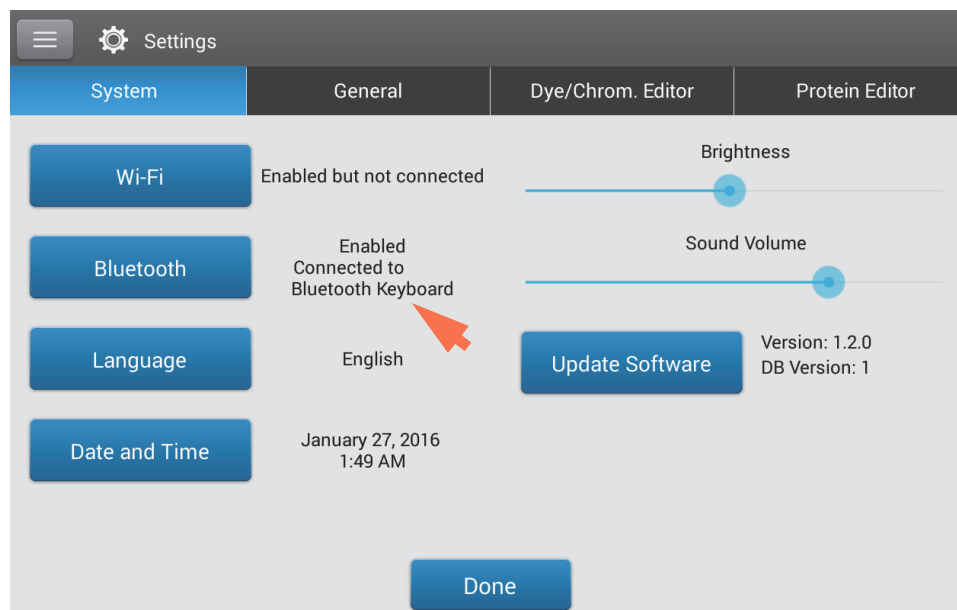 Settings
System
General
Dye/Chrom. Editor
Protein Editor
Wi-Fi
Enabled but not connected
Brightness
Bluetooth
Enabled
Connected to
Bluetooth Keyboard
Sound Volume
Language
English
Update Software
Version: 1.2.0
DB Version: 1
Date and Time
January 27, 2016
1:49 AM
Done